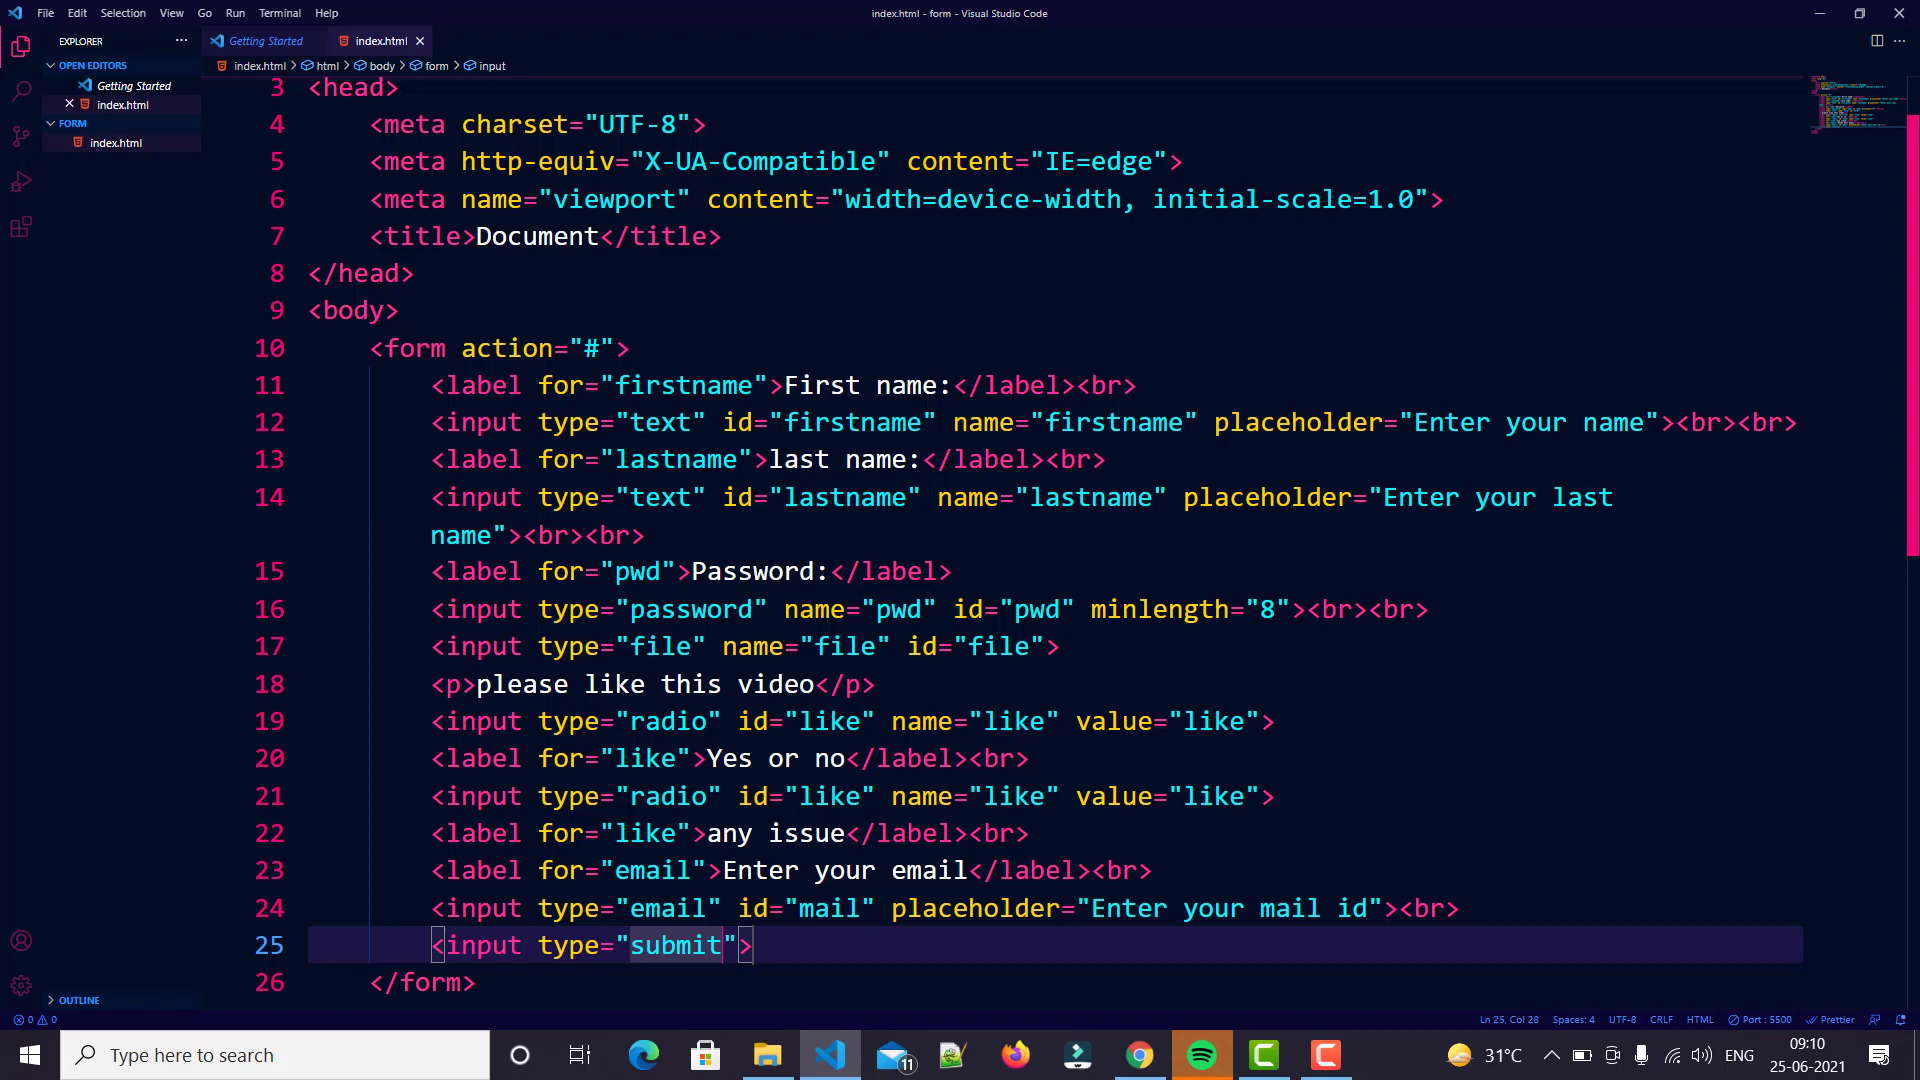 File Edit Selection View Go Run Terminal Help
index.html - form - Visual Studio Code
EXPLORER
Getting Started
index.html
OPEN EDITORS
Getting Started
index.html
FORM
index.html
index.html > html > body > form > input
3 <head>
4 <meta charset="UTF-8">
5 <meta http-equiv="X-UA-Compatible" content="IE=edge">
6 <meta name="viewport" content="width=device-width, initial-scale=1.0">
7 <title>Document</title>
8 </head>
9 <body>
10 <form action="#">
11 <label for="firstname">First name:</label><br>
12 <input type="text" id="firstname" name="firstname" placeholder="Enter your name"><br><br>
13 <label for="lastname">last name:</label><br>
14 <input type="text" id="lastname" name="lastname" placeholder="Enter your last
name"><br><br>
15 <label for="pwd">Password:</label>
16 <input type="password" name="pwd" id="pwd" minlength="8"><br><br>
17 <input type="file" name="file" id="file">
18 <p>please like this video</p>
19 <input type="radio" id="like" name="like" value="like">
20 <label for="like">Yes or no</label><br>
21 <input type="radio" id="like" name="like" value="like">
22 <label for="like">any issue</label><br>
23 <label for="email">Enter your email</label><br>
24 <input type="email" id="mail" placeholder="Enter your mail id"><br>
25 <input type="submit">
26 </form>
OUTLINE
0 0
Ln 25, Col 28 Spaces: 4 UTF-8 CRLF HTML Port : 5500 Prettier
Type here to search
11
31°C
ENG
09:10
25-06-2021